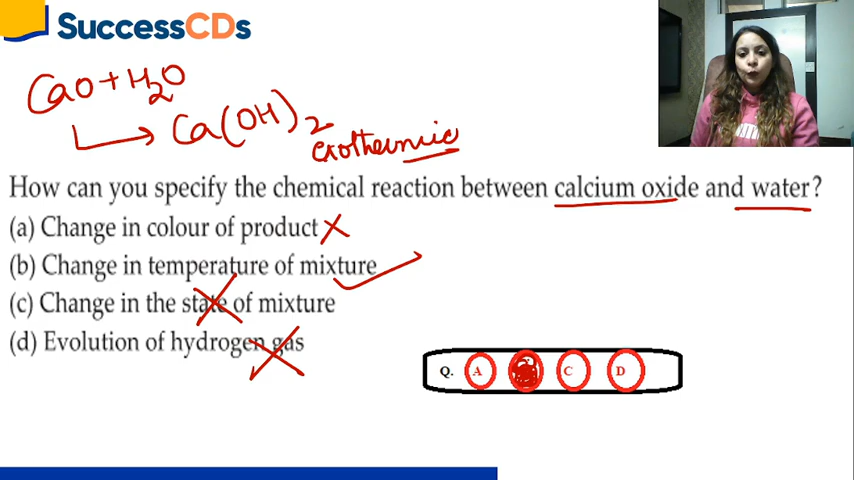 SuccessCDs
CaO + H2O
Ca(OH)2
exothermic
How can you specify the chemical reaction between calcium oxide and water?
(a) Change in colour of product
(b) Change in temperature of mixture
(c) Change in the state of mixture
(d) Evolution of hydrogen gas
Q. A C D